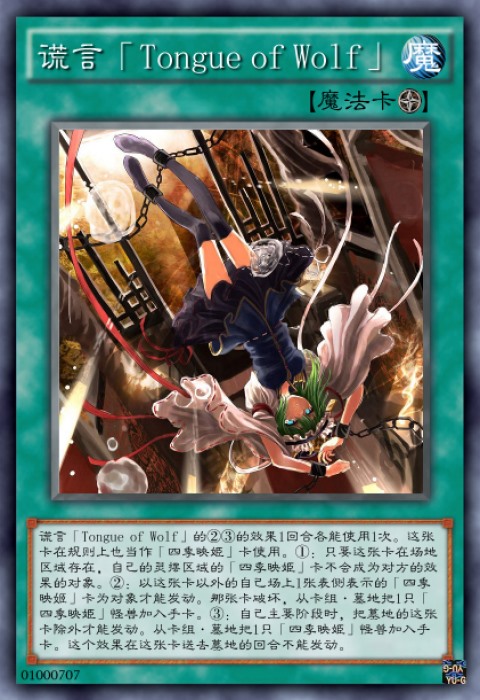 谎言「Tongue of Wolf」
魔
【魔法卡】
谎言「Tongue of Wolf」的②③的效果1回合各能使用1次。这张
卡在规则上也当作「四季映姬」卡使用。①：只要这张卡在场地
区域存在，自己的灵摆区域的「四季映姬」卡不会成为对方的效
果的对象。②：以这张卡以外的自己场上1张表侧表示的「四季
映姬」卡为对象才能发动。那张卡破坏，从卡组·墓地把1只「
四季映姬」怪兽加入手卡。③：自己主要阶段时，把墓地的这张
卡除外才能发动。从卡组·墓地把1只「四季映姬」怪兽加入手
卡。这个效果在这张卡送去墓地的回合不能发动。
01000707